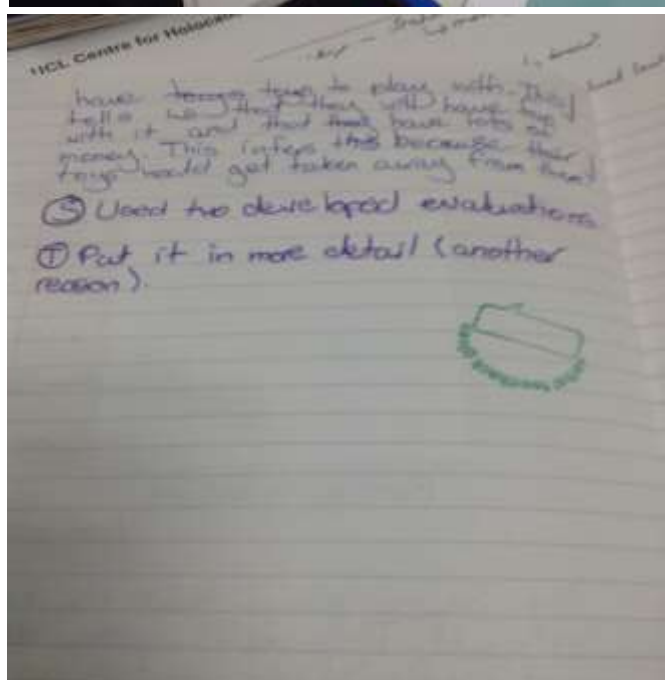 UCL Centre for Holocaust
have toys to play with. This
tells us that they will have fun
with it and that have lots of
money. This infers this because their
toys would get taken away from them
Ⓢ Used two developed evaluations
Ⓣ Put it in more detail (another
reason).